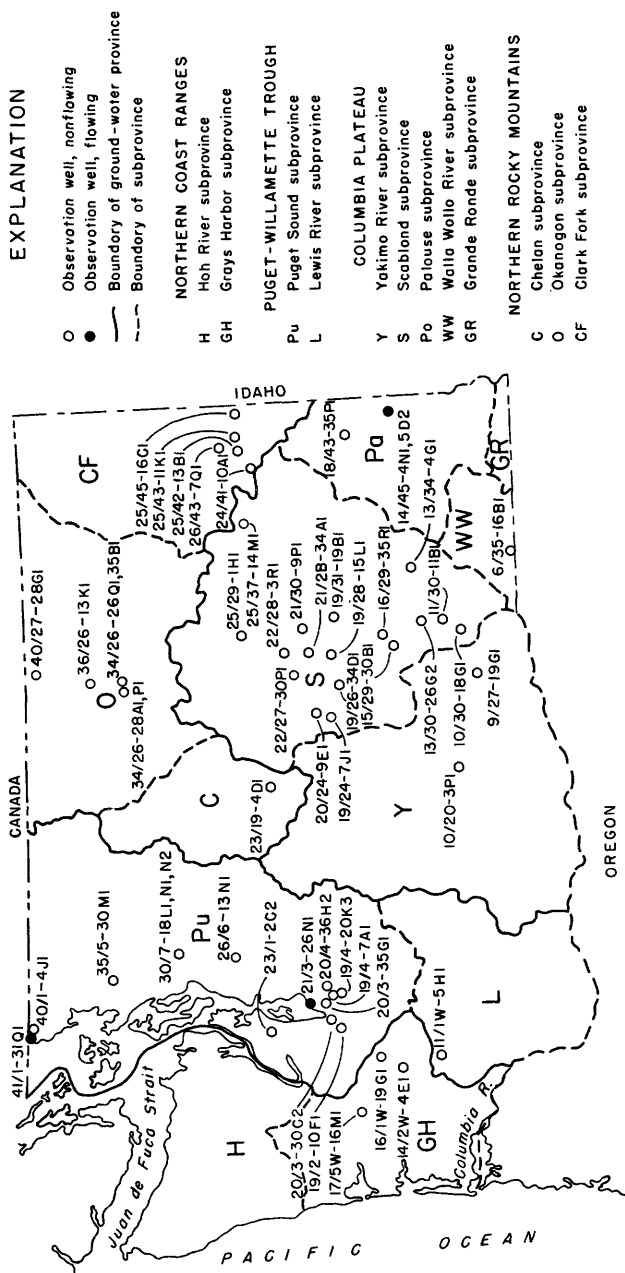 EXPLANATION
Observation well, nonflowing
Observation well, flowing
Boundary of ground-water province
Boundary of subprovince
NORTHERN COAST RANGES
H Hoh River subprovince
GH Grays Harbor subprovince
PUGET-WILLAMETTE TROUGH
Pu Puget Sound subprovince
L Lewis River subprovince
COLUMBIA PLATEAU
Y Yakima River subprovince
S Scabland subprovince
Pa Palouse subprovince
WW Walla Walla River subprovince
GR Grande Ronde subprovince
NORTHERN ROCKY MOUNTAINS
C Chelan subprovince
O Okanogan subprovince
CF Clark Fork subprovince
CANADA
IDAHO
OREGON
PACIFIC OCEAN
Juan de Fuca Strait
Columbia R.
H
GH
Pu
L
C
Y
O
S
CF
Pa
WW
GR
41/1-31Q1
40/1-4J1
35/5-30M1
30/7-18L1,N1,N2
26/6-13N1
23/1-2C2
21/3-26N1
20/4-36H2
19/4-20K3
19/4-7A1
20/3-35G1
20/3-30C2
19/2-10F1
17/5W-16M1
16/1W-19G1
14/2W-4E1
11/1W-5H1
23/19-4D1
40/27-28G1
36/26-13K1
34/26-26Q1,35B1
34/26-28A1,P1
25/45-16C1
25/43-11K1
25/42-13B1
26/43-7Q1
24/41-10A1
25/29-1H1
25/37-14M1
22/28-3R1
21/30-9P1
21/28-34A1
19/31-19B1
19/28-15L1
22/27-30P1
20/24-9E1
19/24-7J1
19/26-34D1
15/29-30B1
16/29-35R1
18/43-35P1
14/45-4N1,5D2
13/34-4G1
11/30-11B1
13/30-26G2
10/30-18G1
9/27-19G1
10/20-3P1
6/35-16B1